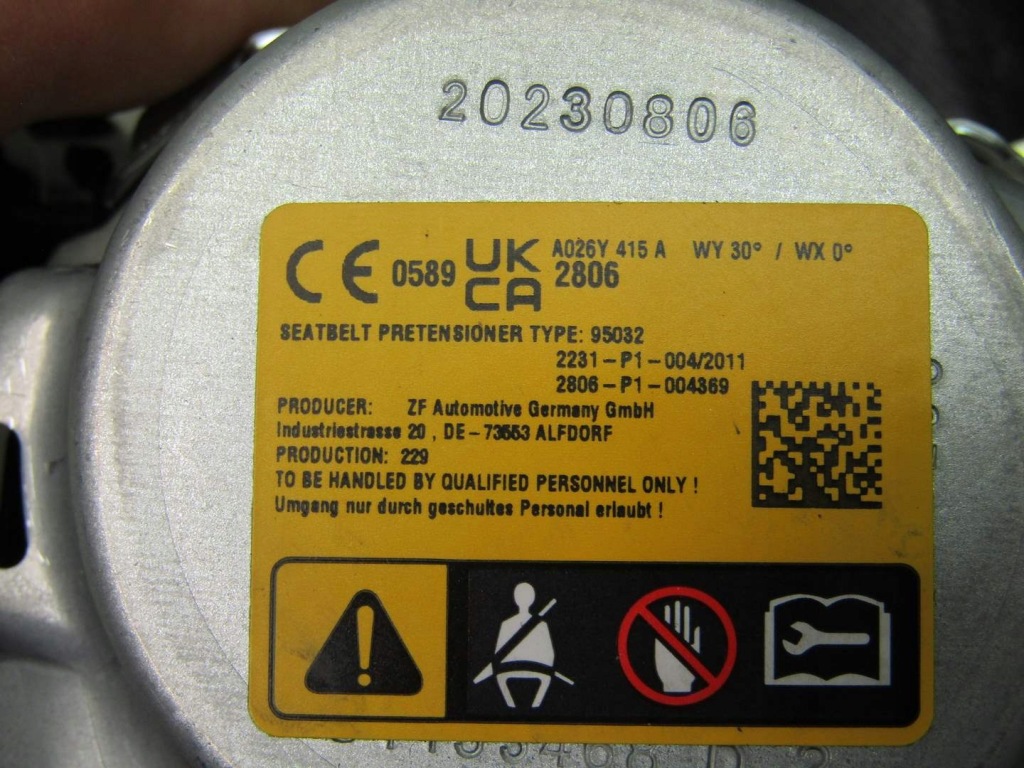 20230806
CE 0589 UKCA A026Y 415 A WY 30° / WX 0°
2806
SEATBELT PRETENSIONER TYPE: 95032
2231-P1-004/2011
2806-P1-004369
PRODUCER: ZF Automotive Germany GmbH
Industriestrasse 20 , DE-73553 ALFDORF
PRODUCTION: 229
TO BE HANDLED BY QUALIFIED PERSONNEL ONLY !
Umgang nur durch geschultes Personal erlaubt !